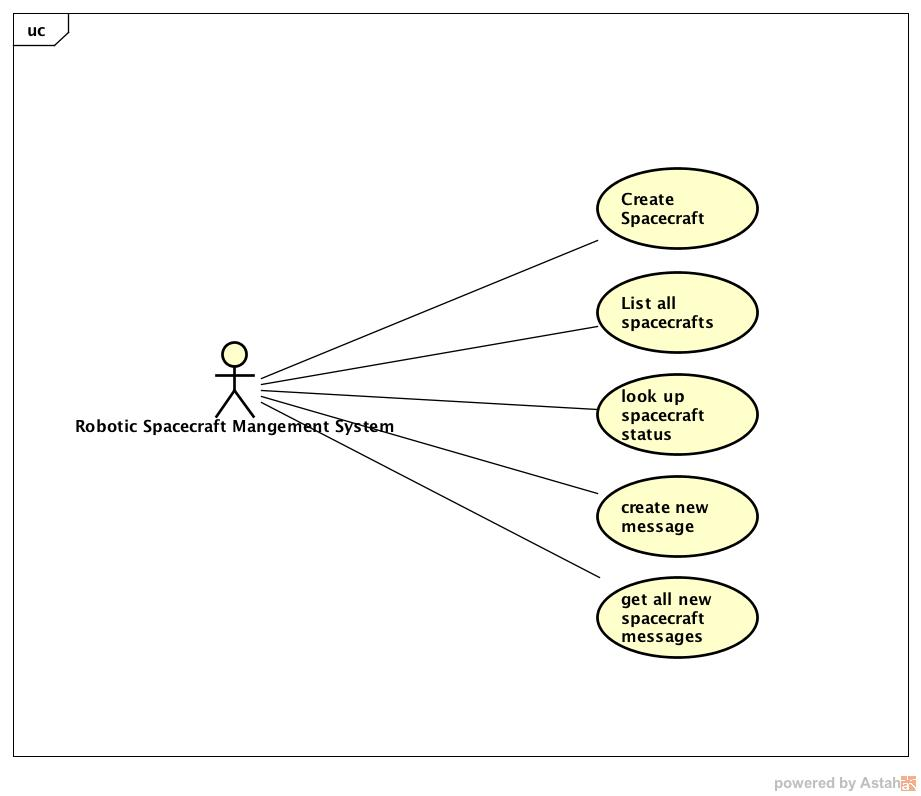 uc
Create
Spacecraft
List all
spacecrafts
look up
spacecraft
status
Robotic Spacecraft Mangement System
create new
message
get all new
spacecraft
messages
powered by Astah